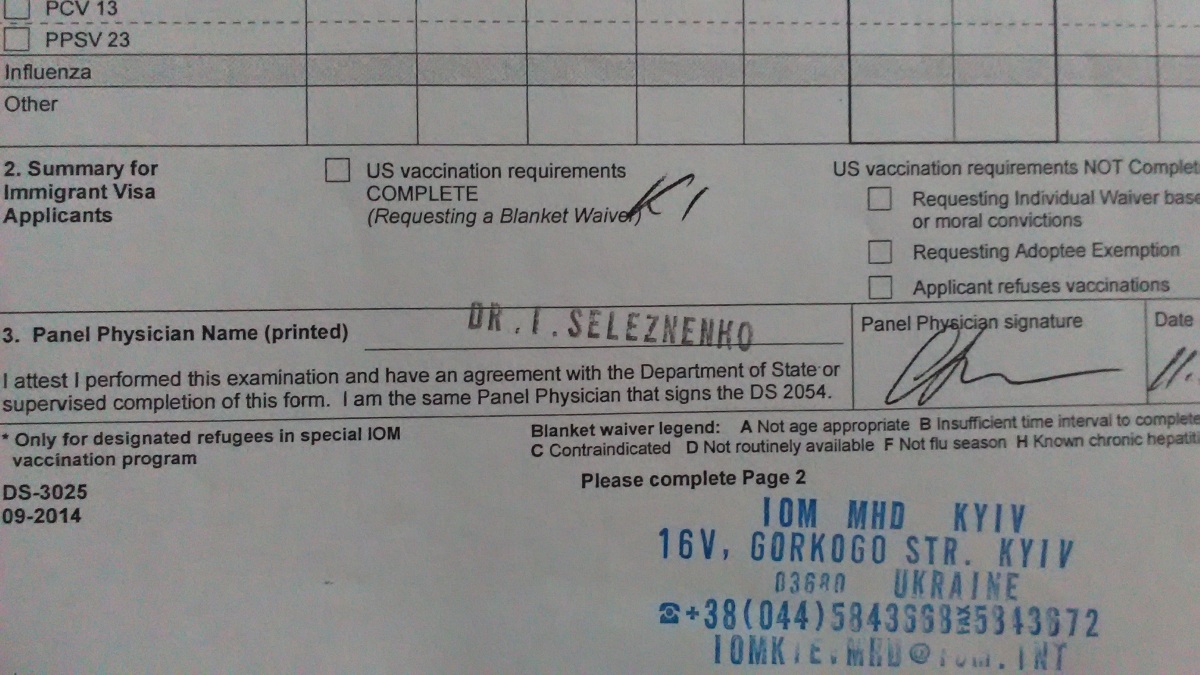 PCV 13
PPSV 23
Influenza
Other
2. Summary for
Immigrant Visa
Applicants
US vaccination requirements
COMPLETE
(Requesting a Blanket Waiver)
K1
US vaccination requirements NOT Complet
Requesting Individual Waiver base
or moral convictions
Requesting Adoptee Exemption
Applicant refuses vaccinations
3. Panel Physician Name (printed)
DR. I. SELEZNENKO
Panel Physician signature
Date
I attest I performed this examination and have an agreement with the Department of State or
supervised completion of this form. I am the same Panel Physician that signs the DS 2054.
* Only for designated refugees in special IOM
vaccination program
DS-3025
09-2014
Blanket waiver legend: A Not age appropriate B Insufficient time interval to complete
C Contraindicated D Not routinely available F Not flu season H Known chronic hepatiti
Please complete Page 2
IOM MHD KYIV
16V, GORKOGO STR. KYIV
03680 UKRAINE
+38(044)5843668 5843672